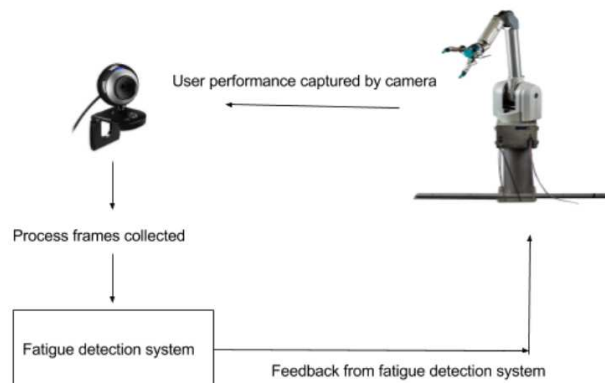 User performance captured by camera
Process frames collected
Fatigue detection system
Feedback from fatigue detection system